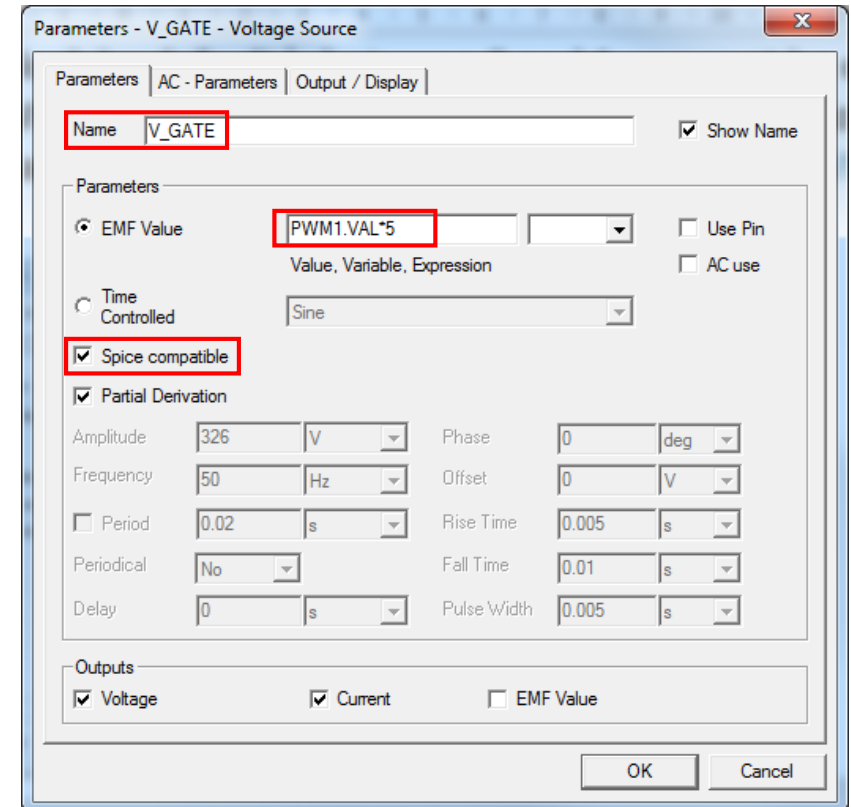 Parameters - V_GATE - Voltage Source
Parameters AC - Parameters Output / Display
Name V_GATE Show Name
Parameters
EMF Value PWM1.VAL*5 Use Pin
Value, Variable, Expression AC use
Time
Controlled Sine
Spice compatible
Partial Derivation
Amplitude 326 V Phase 0 deg
Frequency 50 Hz Offset 0 V
Period 0.02 s Rise Time 0.005 s
Periodical No Fall Time 0.01 s
Delay 0 s Pulse Width 0.005 s
Outputs
Voltage Current EMF Value
OK Cancel